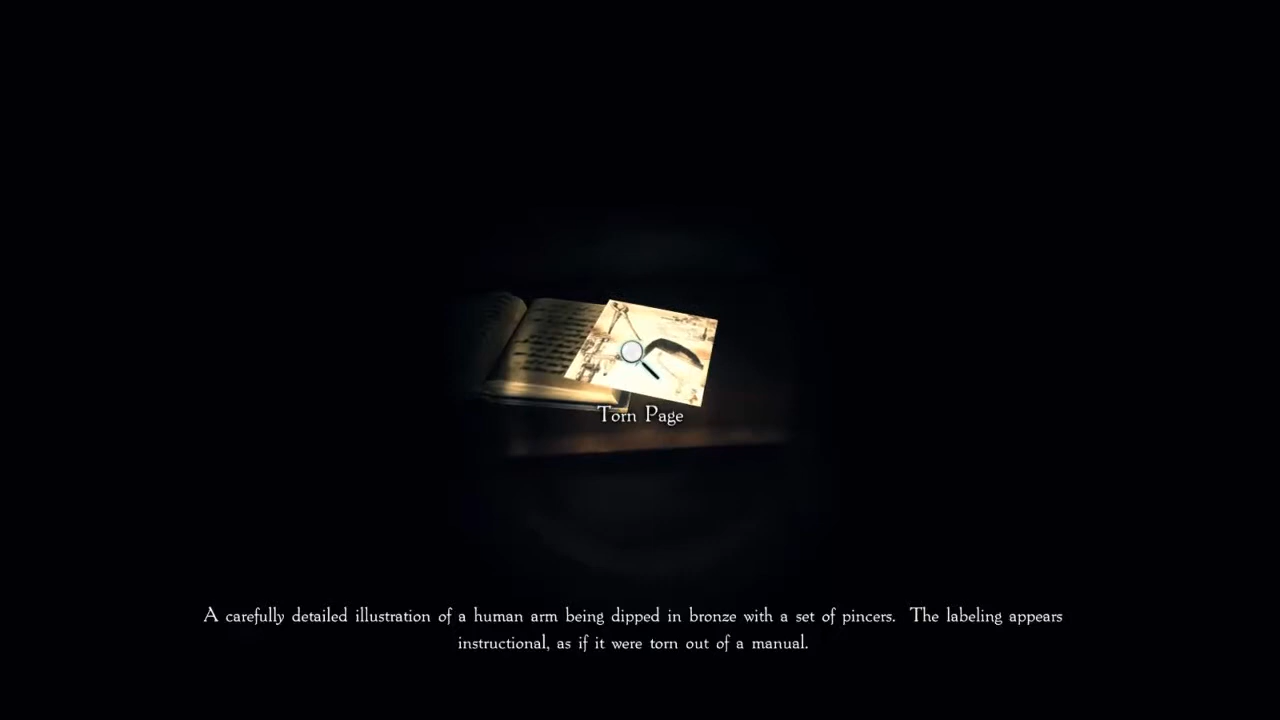 Torn Page
A carefully detailed illustration of a human arm being dipped in bronze with a set of pincers. The labeling appears
instructional, as if it were torn out of a manual.